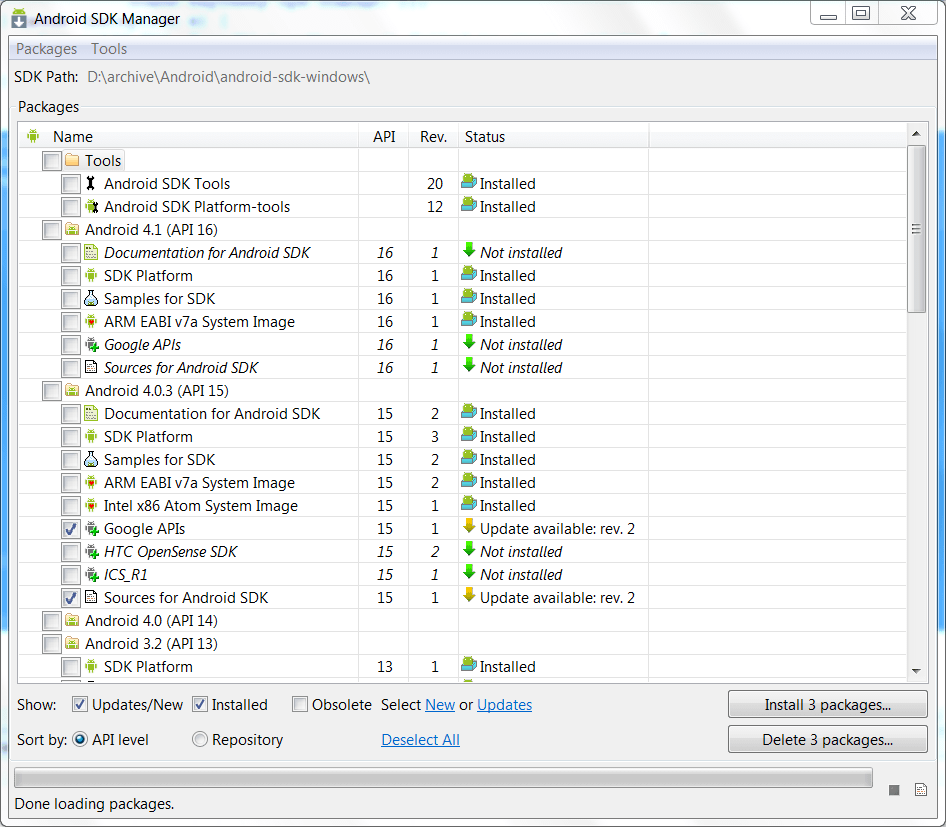 Android SDK Manager
Packages Tools
SDK Path: D:\archive\Android\android-sdk-windows\
Packages
Name API Rev. Status
Tools
Android SDK Tools 20 Installed
Android SDK Platform-tools 12 Installed
Android 4.1 (API 16)
Documentation for Android SDK 16 1 Not installed
SDK Platform 16 1 Installed
Samples for SDK 16 1 Installed
ARM EABI v7a System Image 16 1 Installed
Google APIs 16 1 Not installed
Sources for Android SDK 16 1 Not installed
Android 4.0.3 (API 15)
Documentation for Android SDK 15 2 Installed
SDK Platform 15 3 Installed
Samples for SDK 15 2 Installed
ARM EABI v7a System Image 15 2 Installed
Intel x86 Atom System Image 15 1 Installed
Google APIs 15 1 Update available: rev. 2
HTC OpenSense SDK 15 2 Not installed
ICS_R1 15 1 Not installed
Sources for Android SDK 15 1 Update available: rev. 2
Android 4.0 (API 14)
Android 3.2 (API 13)
SDK Platform 13 1 Installed
Show: Updates/New Installed Obsolete Select New or Updates Install 3 packages...
Sort by: API level Repository Deselect All Delete 3 packages...
Done loading packages.